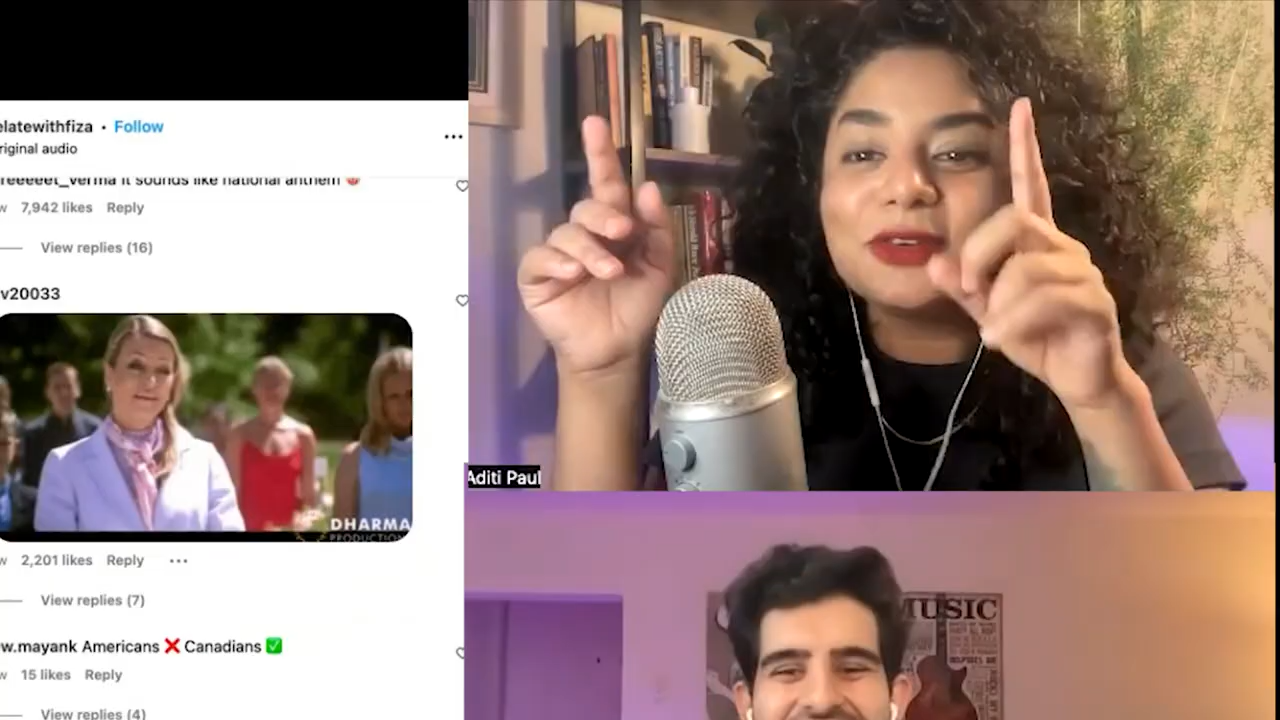 elatewithfiza • Follow
riginal audio
reeeeet_verma it sounds like national anthem
w 7,942 likes Reply
View replies (16)
v20033
DHARMA
PRODUCTION
w 2,201 likes Reply
View replies (7)
w.mayank Americans ❌ Canadians ✅
w 15 likes Reply
View replies (4)
Aditi Paul
MUSIC